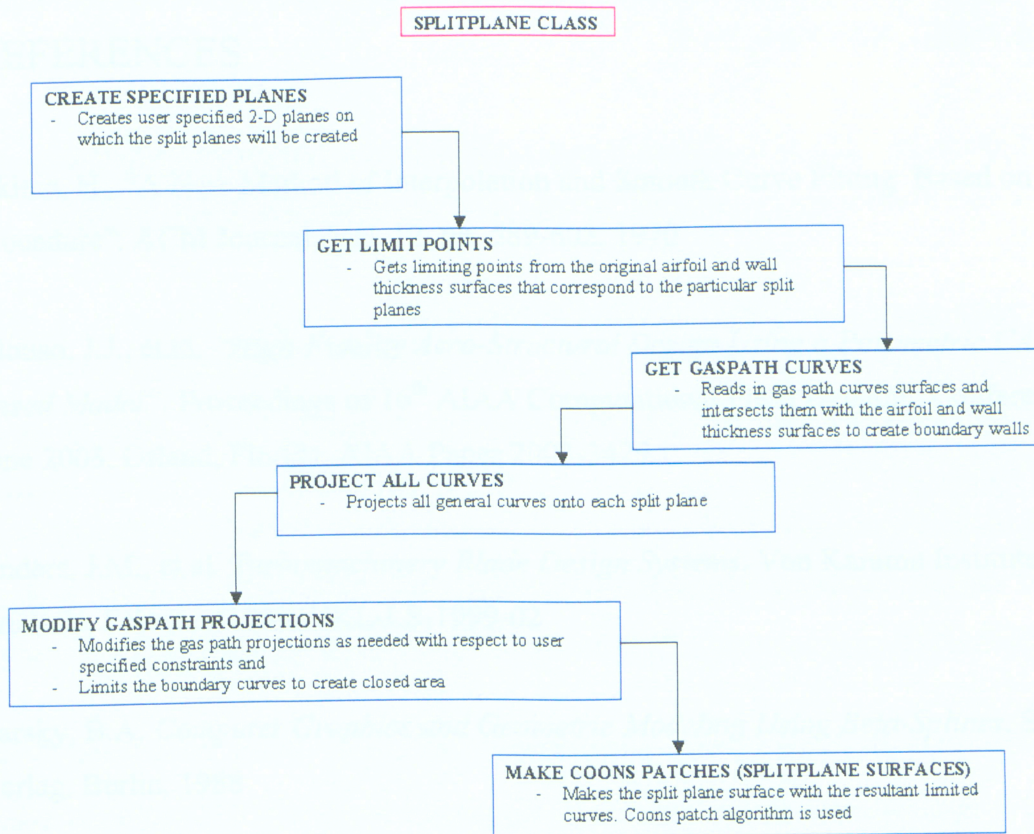 SPLITPLANE CLASS
CREATE SPECIFIED PLANES
- Creates user specified 2-D planes on
which the split planes will be created
GET LIMIT POINTS
- Gets limiting points from the original airfoil and wall
thickness surfaces that correspond to the particular split
planes
GET GASPATH CURVES
- Reads in gas path curves surfaces and
intersects them with the airfoil and wall
thickness surfaces to create boundary walls
PROJECT ALL CURVES
- Projects all general curves onto each split plane
MODIFY GASPATH PROJECTIONS
- Modifies the gas path projections as needed with respect to user
specified constraints and
- Limits the boundary curves to create closed area
MAKE COONS PATCHES (SPLITPLANE SURFACES)
- Makes the split plane surface with the resultant limited
curves. Coons patch algorithm is used